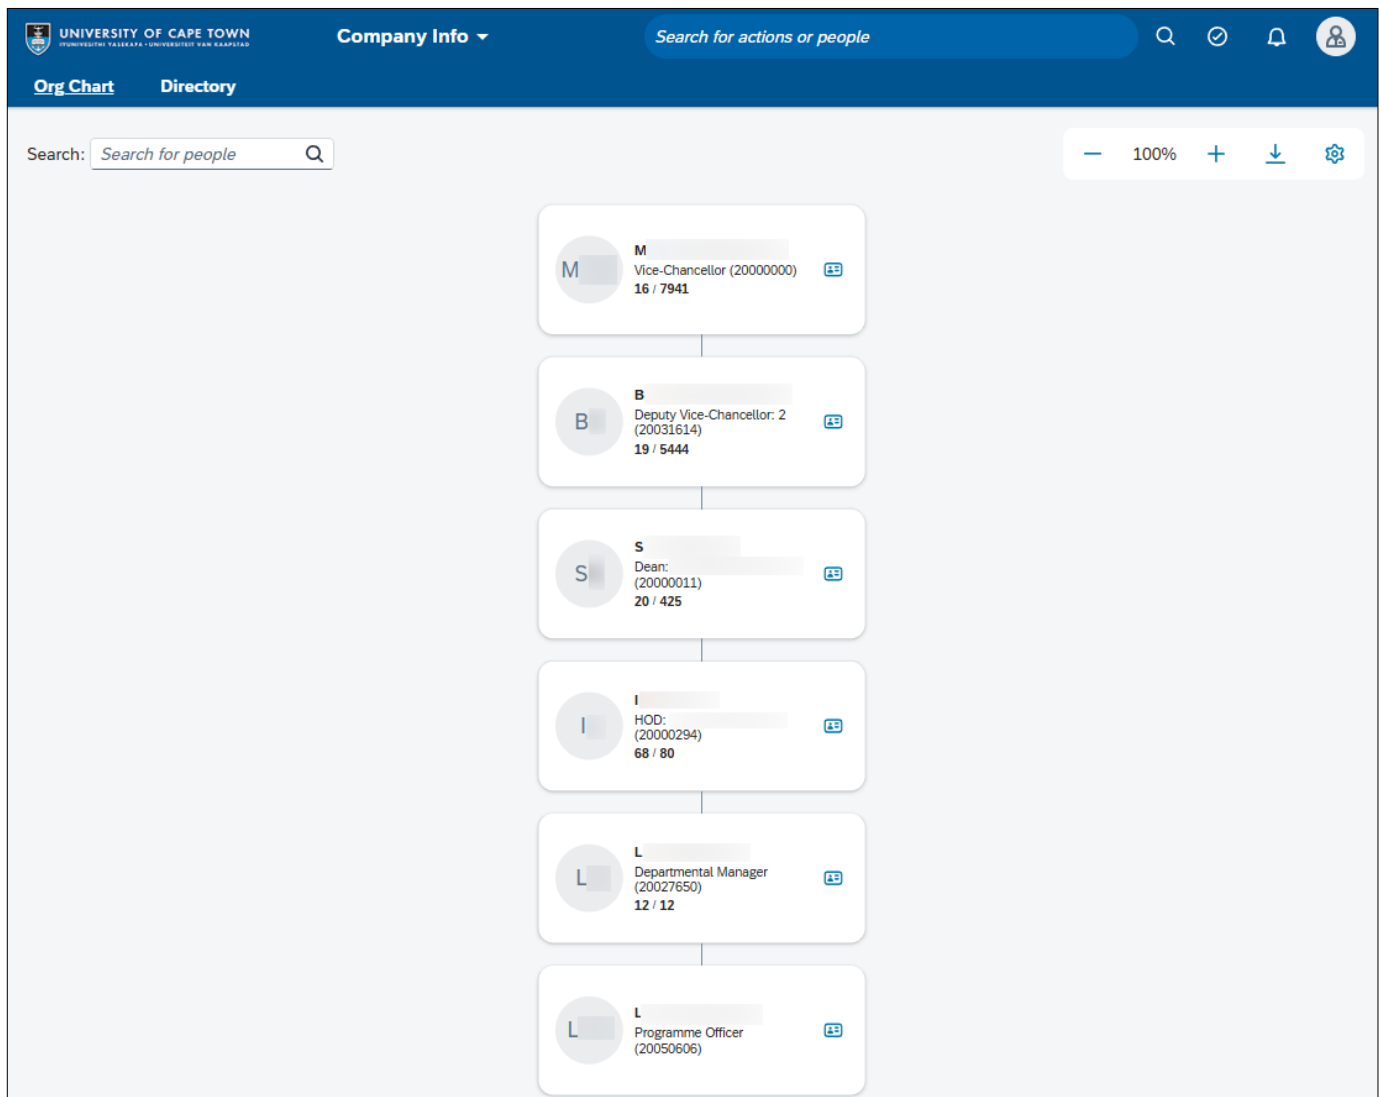 UNIVERSITY OF CAPE TOWN
IYUNIVESITHI YASEKAPA • UNIVERSITEIT VAN KAAPSTAD
Company Info
Search for actions or people
Org Chart
Directory
Search:
Search for people
100%
M
M
Vice-Chancellor (20000000)
16 / 7941
B
B
Deputy Vice-Chancellor: 2
(20031614)
19 / 5444
S
S
Dean:
(20000011)
20 / 425
I
I
HOD:
(20000294)
68 / 80
L
L
Departmental Manager
(20027650)
12 / 12
L
L
Programme Officer
(20050606)